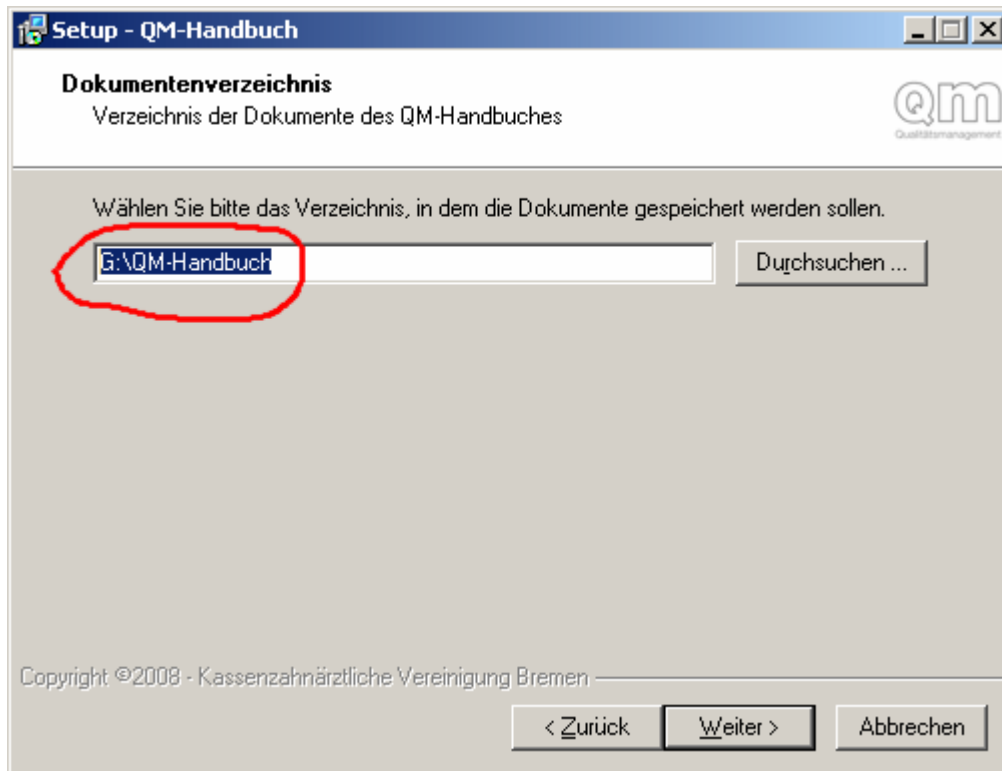 Setup - QM-Handbuch
Dokumentenverzeichnis
Verzeichnis der Dokumente des QM-Handbuches
Qm
Qualitätsmanagement
Wählen Sie bitte das Verzeichnis, in dem die Dokumente gespeichert werden sollen.
G:\QM-Handbuch
Durchsuchen ...
Copyright ©2008 - Kassenzahnärztliche Vereinigung Bremen
< Zurück
Weiter >
Abbrechen